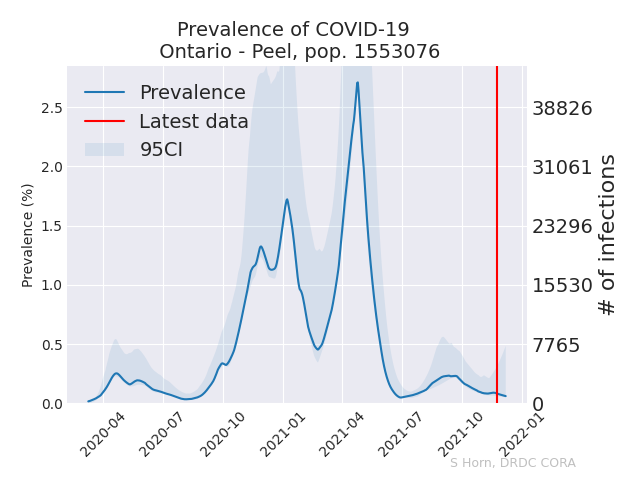 Prevalence of COVID-19
Ontario - Peel, pop. 1553076
Prevalence
Latest data
95CI
Prevalence (%)
2.5
2.0
1.5
1.0
0.5
0.0
38826
31061
23296
15530
7765
0
# of infections
2020-04
2020-07
2020-10
2021-01
2021-04
2021-07
2021-10
2022-01
S Horn, DRDC CORA